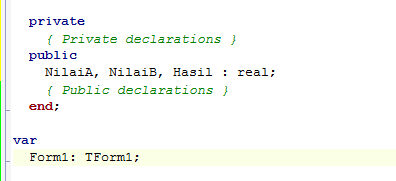 private
{ Private declarations }
public
NilaiA, NilaiB, Hasil : real;
{ Public declarations }
end;
var
Form1: TForm1;